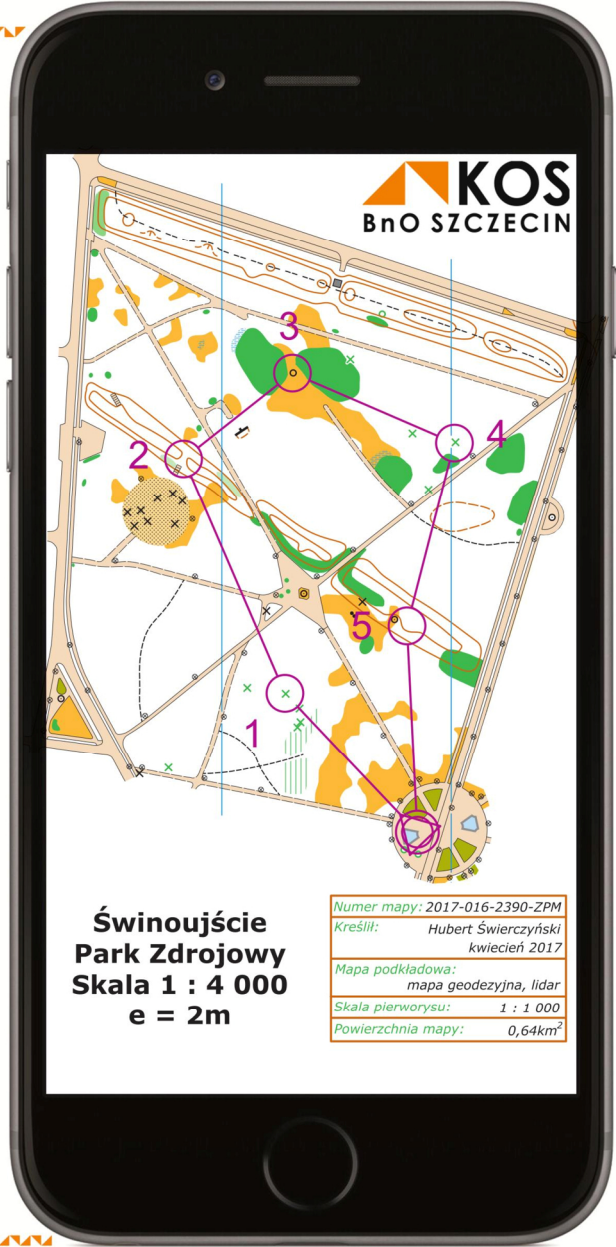 KOS
BnO SZCZECIN
3
4
2
5
1
Świnoujście
Park Zdrojowy
Skala 1 : 4 000
e = 2m
Numer mapy: 2017-016-2390-ZPM
Kreślił: Hubert Świerczyński
kwiecień 2017
Mapa podkładowa:
mapa geodezyjna, lidar
Skala pierworysu: 1 : 1 000
Powierzchnia mapy: 0,64km²